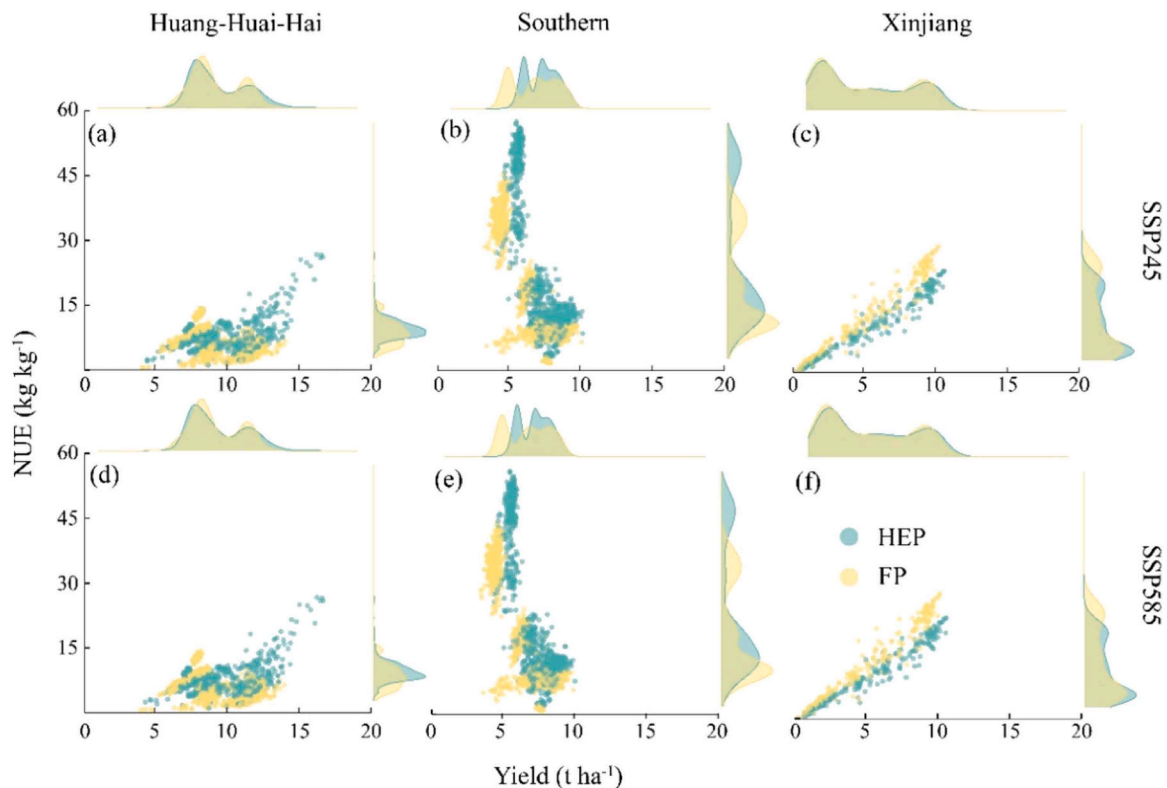 Huang-Huai-Hai Southern Xinjiang
60 (a) (b) (c)
45
30
15
0
0 5 10 15 20 0 5 10 15 20 0 5 10 15 20
SSP245
NUE (kg kg⁻¹)
60 (d) (e) (f)
45
30
15
HEP
FP
0 5 10 15 20 0 5 10 15 20 0 5 10 15 20
SSP585
Yield (t ha⁻¹)